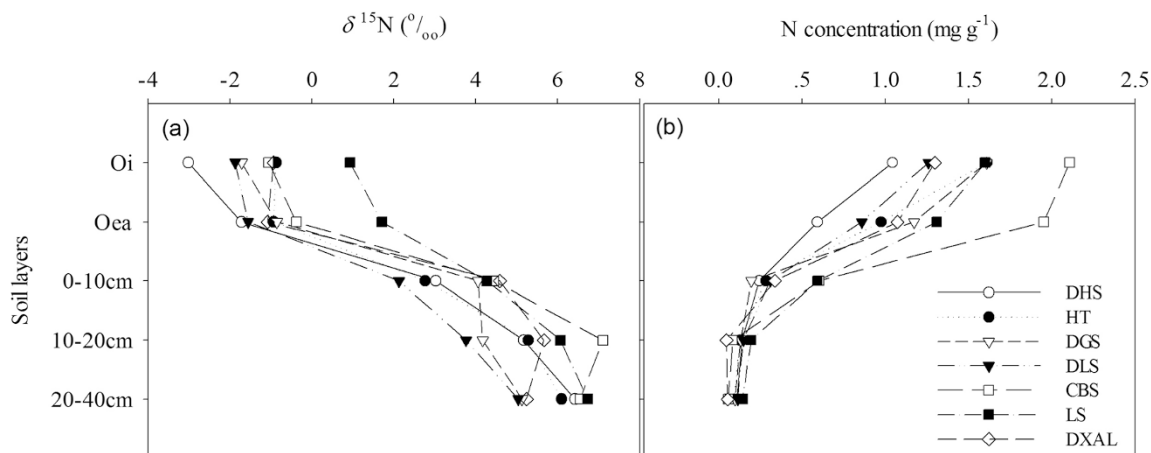 δ ¹⁵N (‰)
N concentration (mg g⁻¹)
-4 -2 0 2 4 6 8
0.0 .5 1.0 1.5 2.0 2.5
(a)
(b)
Soil layers
Oi
Oea
0-10cm
10-20cm
20-40cm
DHS
HT
DGS
DLS
CBS
LS
DXAL